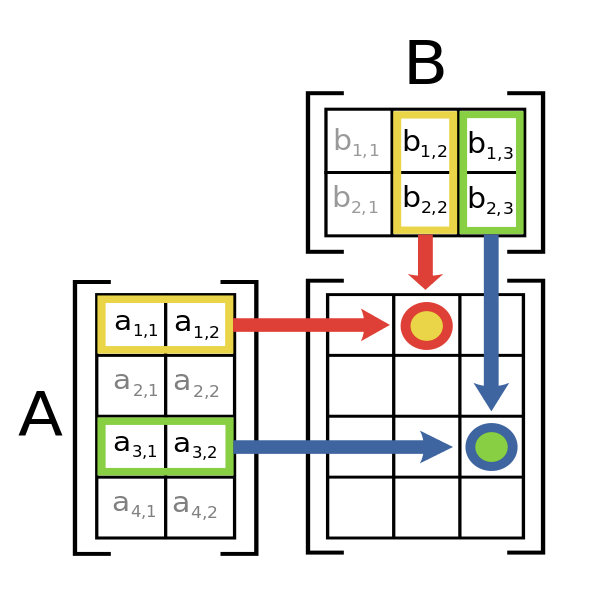 B
b1,1 b1,2 b1,3
b2,1 b2,2 b2,3
A
a1,1 a1,2
a2,1 a2,2
a3,1 a3,2
a4,1 a4,2